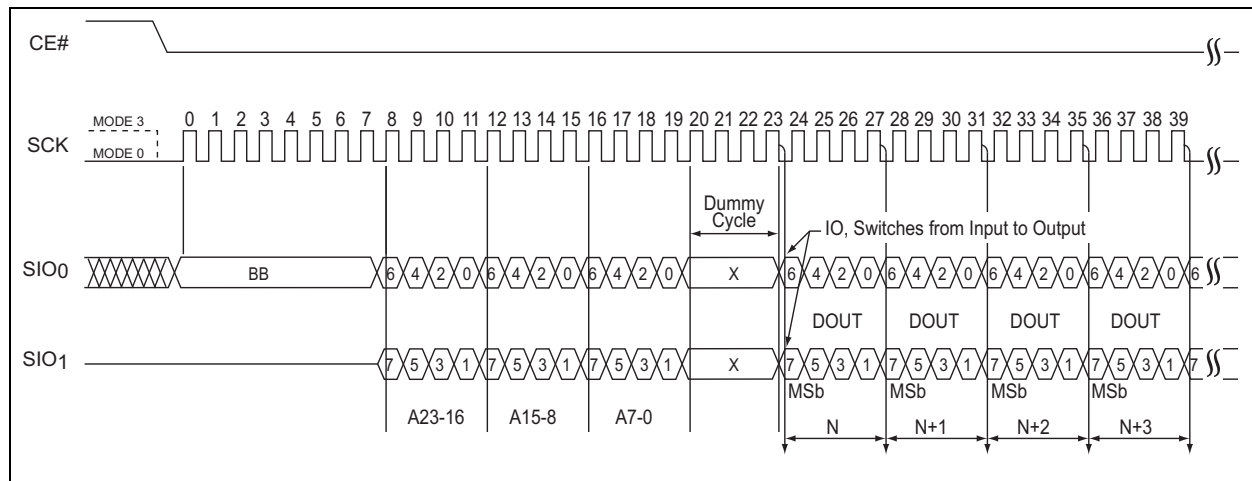 CE#
MODE 3
0 1 2 3 4 5 6 7 8 9 10 11 12 13 14 15 16 17 18 19 20 21 22 23 24 25 26 27 28 29 30 31 32 33 34 35 36 37 38 39
SCK
MODE 0
Dummy
Cycle
IO, Switches from Input to Output
SIO0
BB
6 4 2 0 6 4 2 0 6 4 2 0 X 6 4 2 0 6 4 2 0 6 4 2 0 6 4 2 0 6
DOUT DOUT DOUT DOUT
SIO1
7 5 3 1 7 5 3 1 7 5 3 1 X 7 5 3 1 7 5 3 1 7 5 3 1 7 5 3 1 7
MSb MSb MSb MSb
A23-16 A15-8 A7-0
N N+1 N+2 N+3